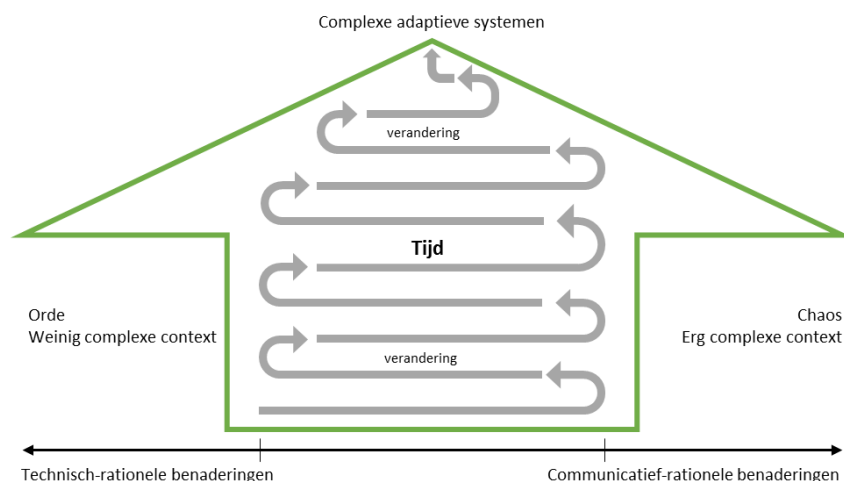 Complexe adaptieve systemen
verandering
Tijd
Orde
Weinig complexe context
Chaos
Erg complexe context
verandering
Technisch-rationele benaderingen
Communicatief-rationele benaderingen